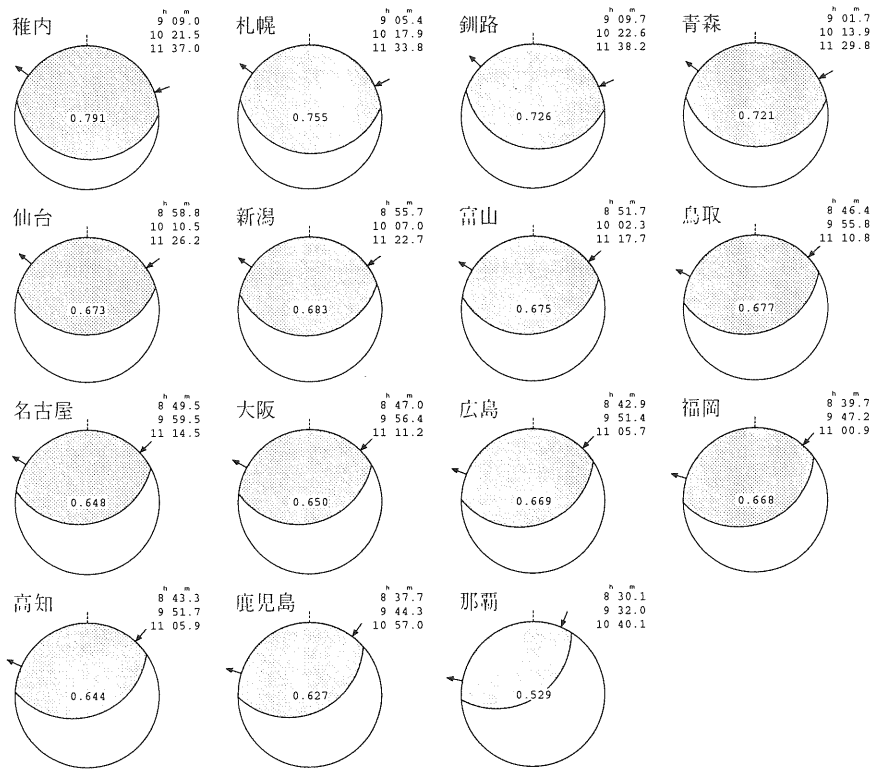 稚内
h m
9 09.0
10 21.5
11 37.0
0.791
札幌
h m
9 05.4
10 17.9
11 33.8
0.755
釧路
h m
9 09.7
10 22.6
11 38.2
0.726
青森
h m
9 01.7
10 13.9
11 29.8
0.721
仙台
h m
8 58.8
10 10.5
11 26.2
0.673
新潟
h m
8 55.7
10 07.0
11 22.7
0.683
富山
h m
8 51.7
10 02.3
11 17.7
0.675
鳥取
h m
8 46.4
9 55.8
11 10.8
0.677
名古屋
h m
8 49.5
9 59.5
11 14.5
0.648
大阪
h m
8 47.0
9 56.4
11 11.2
0.650
広島
h m
8 42.9
9 51.4
11 05.7
0.669
福岡
h m
8 39.7
9 47.2
11 00.9
0.668
高知
h m
8 43.3
9 51.7
11 05.9
0.644
鹿児島
h m
8 37.7
9 44.3
10 57.0
0.627
那覇
h m
8 30.1
9 32.0
10 40.1
0.529